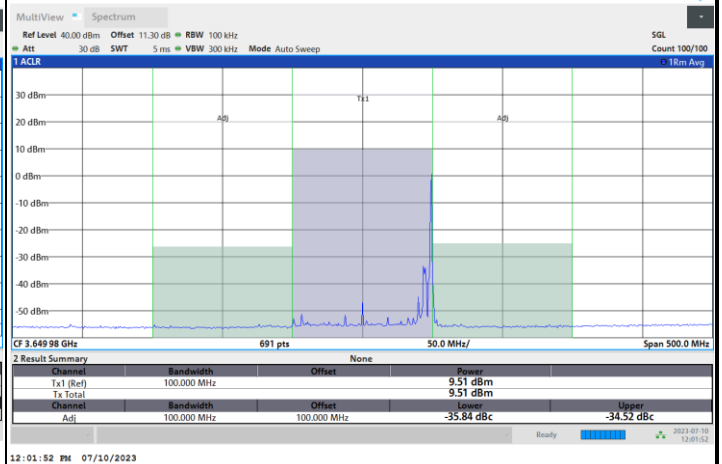 MultiView Spectrum
Ref Level 40.00 dBm Offset 11.30 dB RBW 100 kHz SGL
Att 30 dB SWT 5 ms VBW 300 kHz Mode Auto Sweep Count 100/100
1 ACLR 1Rm Avg
30 dBm
Tx1
20 dBm
Adj Adj
10 dBm
0 dBm
-10 dBm
-20 dBm
-30 dBm
-40 dBm
-50 dBm
CF 3.649 98 GHz 691 pts 50.0 MHz/ Span 500.0 MHz
2 Result Summary None
Channel Bandwidth Offset Power
Tx1 (Ref) 100.000 MHz 9.51 dBm
Tx Total 9.51 dBm
Channel Bandwidth Offset Lower Upper
Adj 100.000 MHz 100.000 MHz -35.84 dBc -34.52 dBc
Ready 2023-07-10
12:01:52
12:01:52 PM 07/10/2023